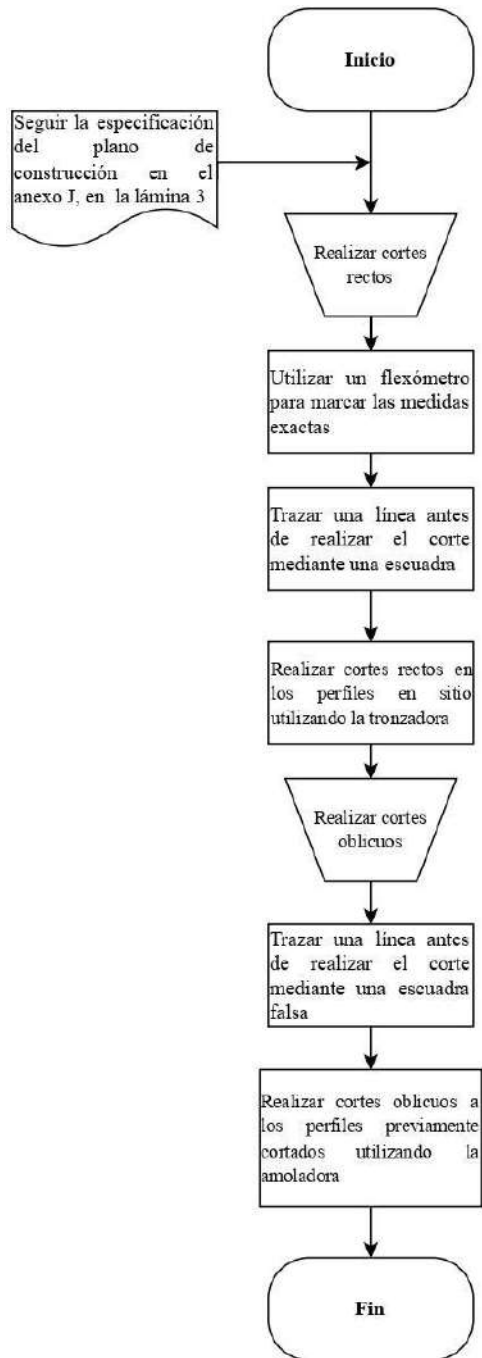 Inicio
Seguir la especificación
del plano de
construcción en el
anexo J, en la lámina 3
Realizar cortes
rectos
Utilizar un flexómetro
para marcar las medidas
exactas
Trazar una línea antes
de realizar el corte
mediante una escuadra
Realizar cortes rectos en
los perfiles en sitio
utilizando la tronzadora
Realizar cortes
oblicuos
Trazar una línea antes
de realizar el corte
mediante una escuadra
falsa
Realizar cortes oblicuos a
los perfiles previamente
cortados utilizando la
amoladora
Fin